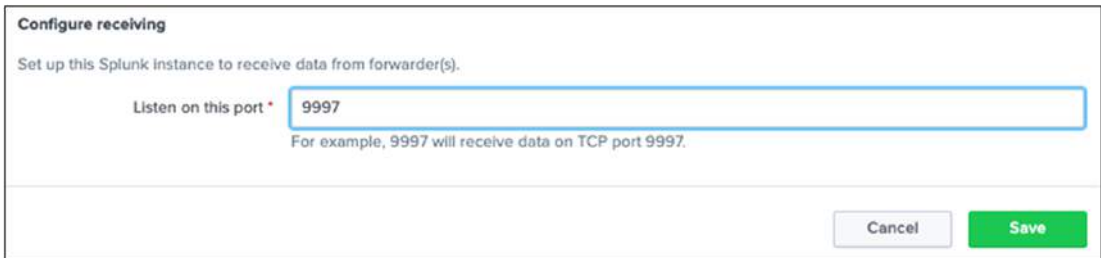 Configure receiving
Set up this Splunk instance to receive data from forwarder(s).
Listen on this port * 9997
For example, 9997 will receive data on TCP port 9997.
Cancel Save